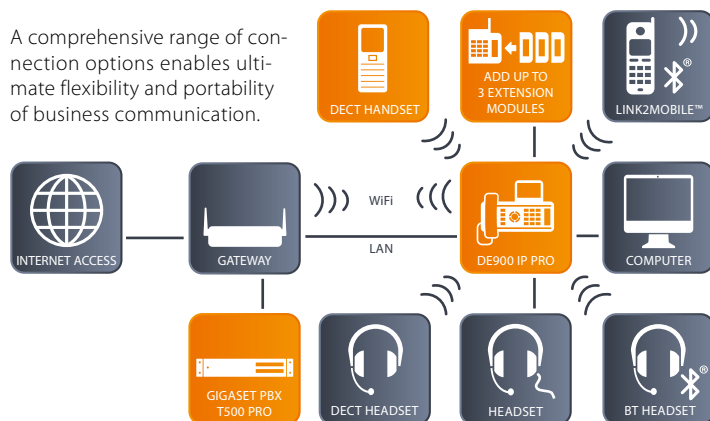 A comprehensive range of con-
nection options enables ulti-
mate flexibility and portability
of business communication.
DECT HANDSET
ADD UP TO
3 EXTENSION
MODULES
®
LINK2MOBILE™
INTERNET ACCESS
GATEWAY
WiFi
LAN
DE900 IP PRO
COMPUTER
GIGASET PBX
T500 PRO
DECT HEADSET
HEADSET
®
BT HEADSET